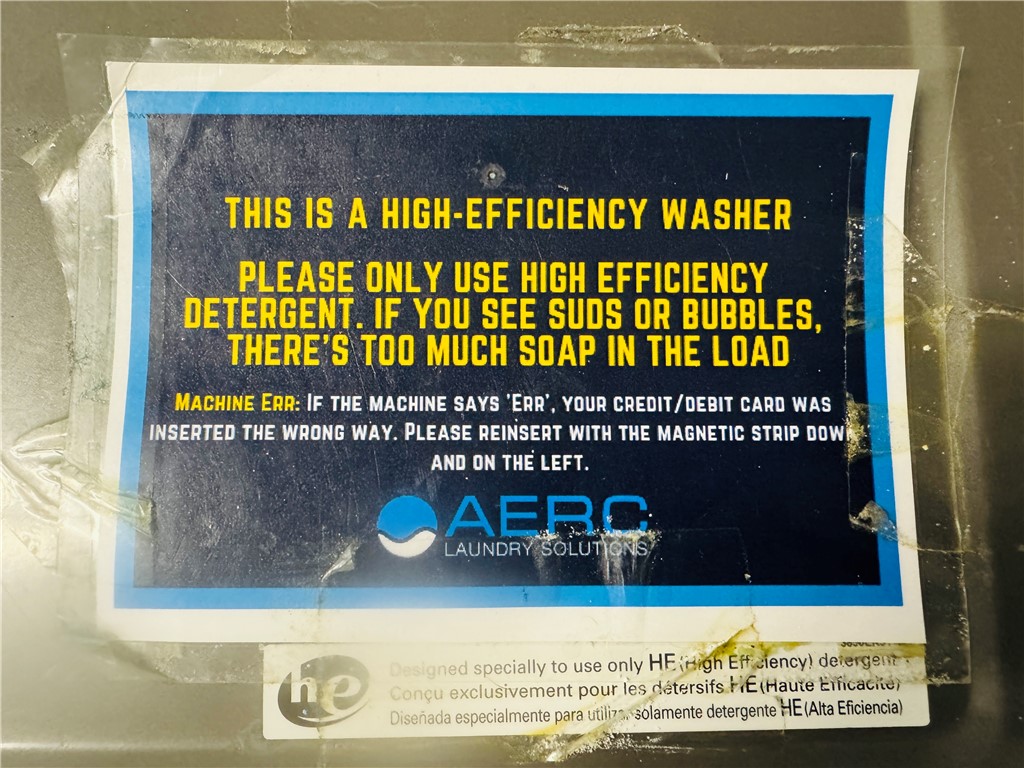 THIS IS A HIGH-EFFICIENCY WASHER
PLEASE ONLY USE HIGH EFFICIENCY
DETERGENT. IF YOU SEE SUDS OR BUBBLES,
THERE'S TOO MUCH SOAP IN THE LOAD
MACHINE ERR: IF THE MACHINE SAYS 'ERR', YOUR CREDIT/DEBIT CARD WAS
INSERTED THE WRONG WAY. PLEASE REINSERT WITH THE MAGNETIC STRIP DOW
AND ON THE LEFT.
AERC
LAUNDRY SOLUTIONS
he
Designed specially to use only HE (High Efficiency) detergent
Conçu exclusivement pour les détersifs HE (Haute Efficacité)
Diseñada especialmente para utilizar solamente detergente HE (Alta Eficiencia)